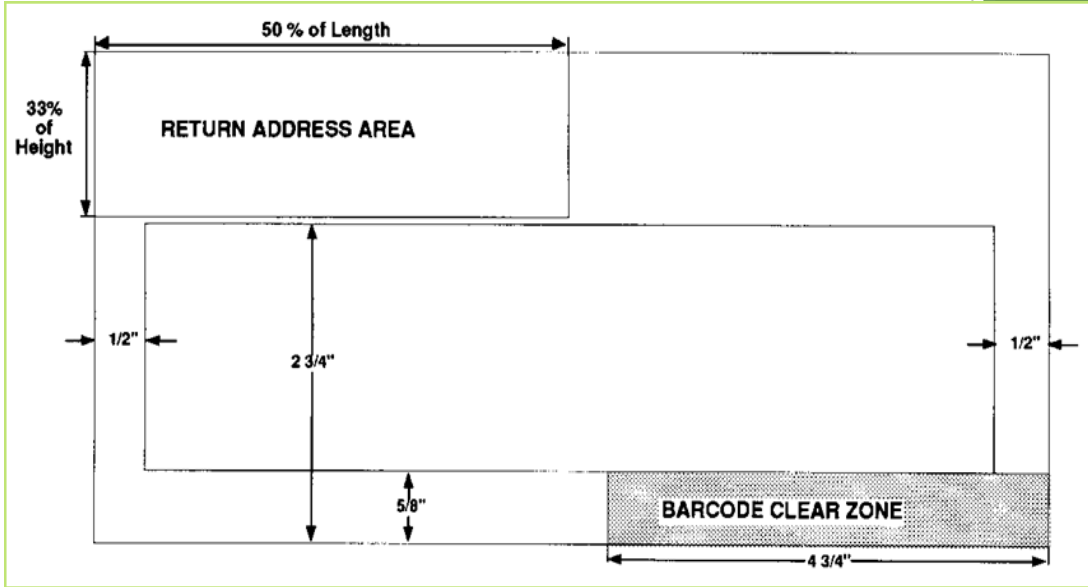 50 % of Length
33%
of
Height
RETURN ADDRESS AREA
1/2"
2 3/4"
1/2"
5/8"
BARCODE CLEAR ZONE
4 3/4"